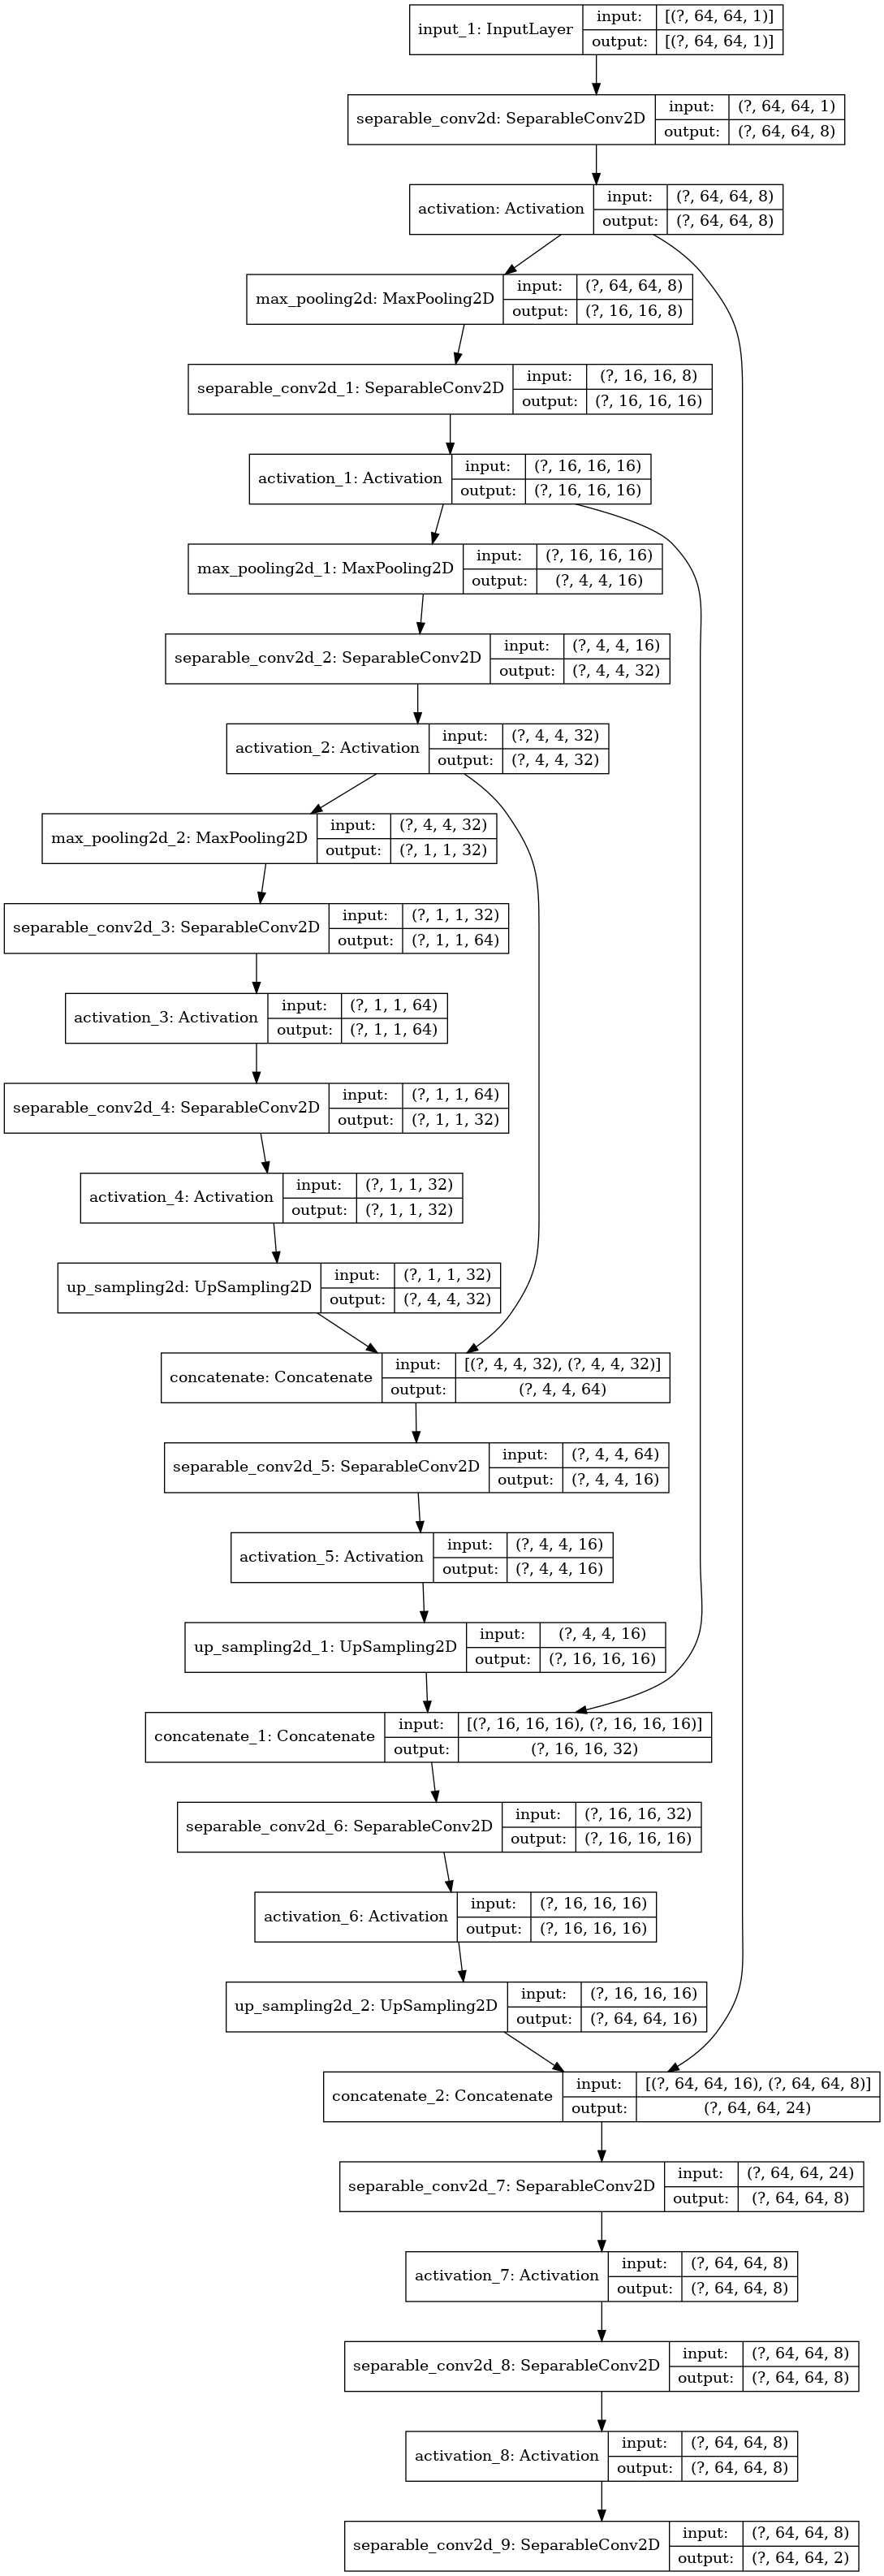 input_1: InputLayer
input: [(?, 64, 64, 1)]
output: [(?, 64, 64, 1)]
separable_conv2d: SeparableConv2D
input: (?, 64, 64, 1)
output: (?, 64, 64, 8)
activation: Activation
input: (?, 64, 64, 8)
output: (?, 64, 64, 8)
max_pooling2d: MaxPooling2D
input: (?, 64, 64, 8)
output: (?, 16, 16, 8)
separable_conv2d_1: SeparableConv2D
input: (?, 16, 16, 8)
output: (?, 16, 16, 16)
activation_1: Activation
input: (?, 16, 16, 16)
output: (?, 16, 16, 16)
max_pooling2d_1: MaxPooling2D
input: (?, 16, 16, 16)
output: (?, 4, 4, 16)
separable_conv2d_2: SeparableConv2D
input: (?, 4, 4, 16)
output: (?, 4, 4, 32)
activation_2: Activation
input: (?, 4, 4, 32)
output: (?, 4, 4, 32)
max_pooling2d_2: MaxPooling2D
input: (?, 4, 4, 32)
output: (?, 1, 1, 32)
separable_conv2d_3: SeparableConv2D
input: (?, 1, 1, 32)
output: (?, 1, 1, 64)
activation_3: Activation
input: (?, 1, 1, 64)
output: (?, 1, 1, 64)
separable_conv2d_4: SeparableConv2D
input: (?, 1, 1, 64)
output: (?, 1, 1, 32)
activation_4: Activation
input: (?, 1, 1, 32)
output: (?, 1, 1, 32)
up_sampling2d: UpSampling2D
input: (?, 1, 1, 32)
output: (?, 4, 4, 32)
concatenate: Concatenate
input: [(?, 4, 4, 32), (?, 4, 4, 32)]
output: (?, 4, 4, 64)
separable_conv2d_5: SeparableConv2D
input: (?, 4, 4, 64)
output: (?, 4, 4, 16)
activation_5: Activation
input: (?, 4, 4, 16)
output: (?, 4, 4, 16)
up_sampling2d_1: UpSampling2D
input: (?, 4, 4, 16)
output: (?, 16, 16, 16)
concatenate_1: Concatenate
input: [(?, 16, 16, 16), (?, 16, 16, 16)]
output: (?, 16, 16, 32)
separable_conv2d_6: SeparableConv2D
input: (?, 16, 16, 32)
output: (?, 16, 16, 16)
activation_6: Activation
input: (?, 16, 16, 16)
output: (?, 16, 16, 16)
up_sampling2d_2: UpSampling2D
input: (?, 16, 16, 16)
output: (?, 64, 64, 16)
concatenate_2: Concatenate
input: [(?, 64, 64, 16), (?, 64, 64, 8)]
output: (?, 64, 64, 24)
separable_conv2d_7: SeparableConv2D
input: (?, 64, 64, 24)
output: (?, 64, 64, 8)
activation_7: Activation
input: (?, 64, 64, 8)
output: (?, 64, 64, 8)
separable_conv2d_8: SeparableConv2D
input: (?, 64, 64, 8)
output: (?, 64, 64, 8)
activation_8: Activation
input: (?, 64, 64, 8)
output: (?, 64, 64, 8)
separable_conv2d_9: SeparableConv2D
input: (?, 64, 64, 8)
output: (?, 64, 64, 2)